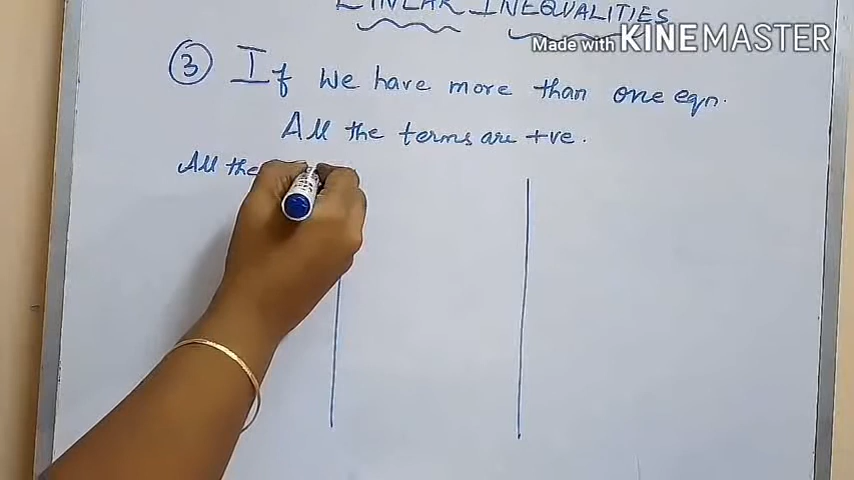 LINEAR INEQUALITIES
Made with KINEMASTER
③ If We have more than one eqn.
All the terms are +ve.
All the